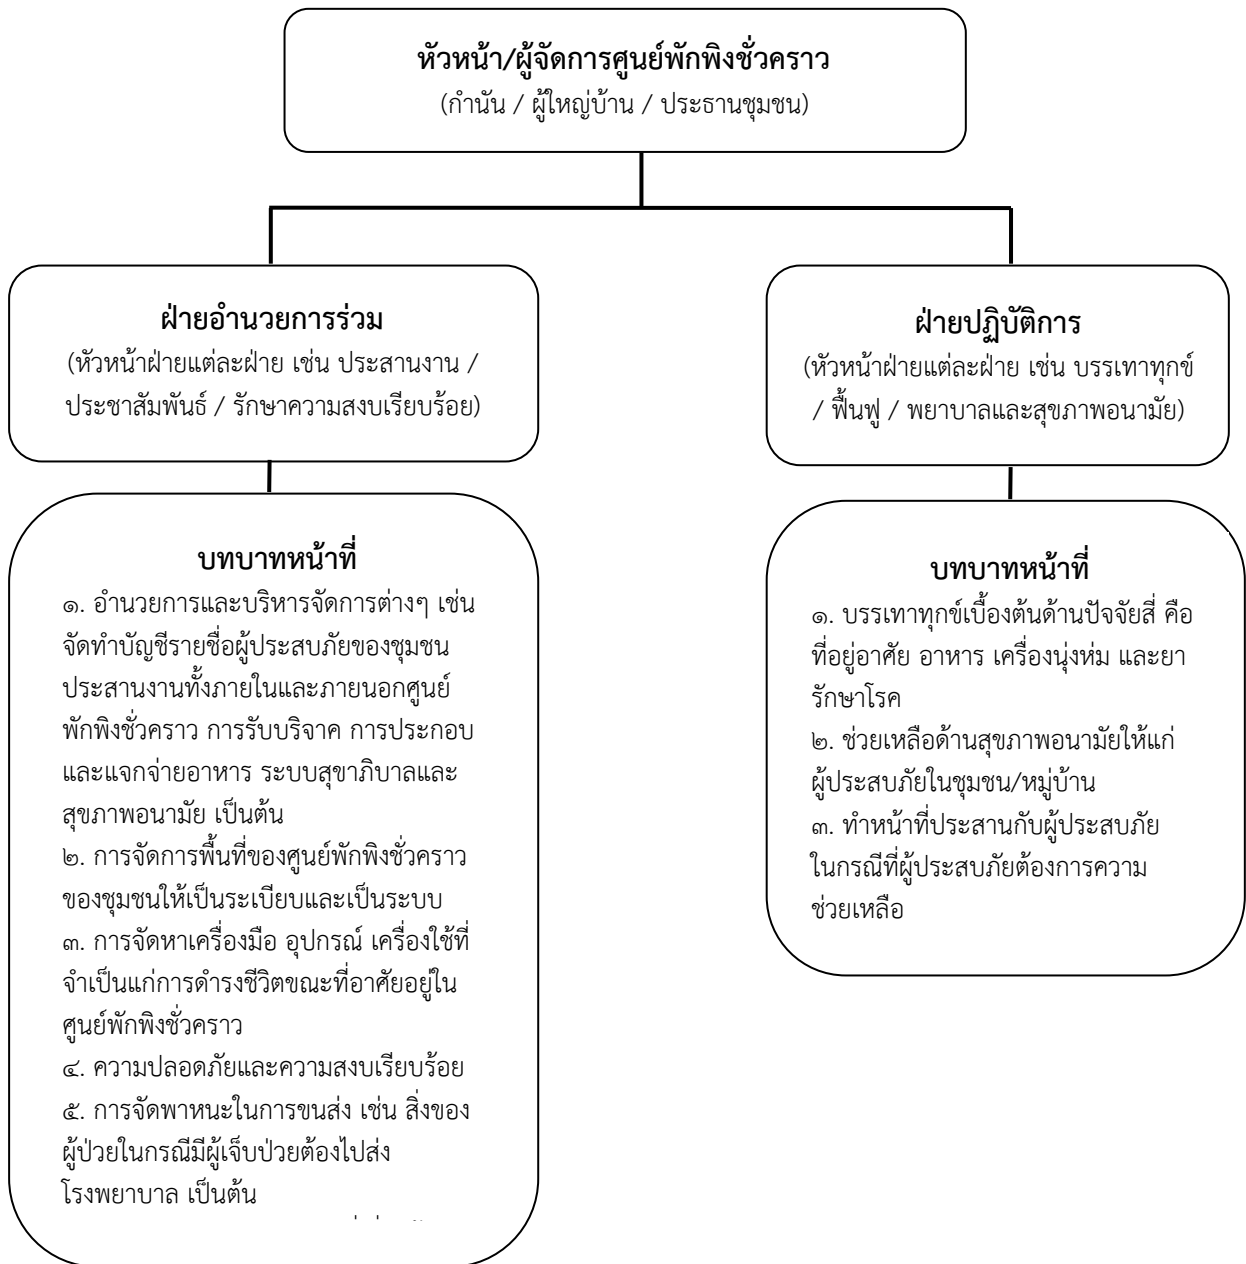 หัวหน้า/ผู้จัดการศูนย์พักพิงชั่วคราว
(กำนัน / ผู้ใหญ่บ้าน / ประธานชุมชน)
ฝ่ายอำนวยการร่วม
(หัวหน้าฝ่ายแต่ละฝ่าย เช่น ประสานงาน /
ประชาสัมพันธ์ / รักษาความสงบเรียบร้อย)
ฝ่ายปฏิบัติการ
(หัวหน้าฝ่ายแต่ละฝ่าย เช่น บรรเทาทุกข์
/ ฟื้นฟู / พยาบาลและสุขภาพอนามัย)
บทบาทหน้าที่
๑. อำนวยการและบริหารจัดการต่างๆ เช่น
จัดทำบัญชีรายชื่อผู้ประสบภัยของชุมชน
ประสานงานทั้งภายในและภายนอกศูนย์
พักพิงชั่วคราว การรับบริจาค การประกอบ
และแจกจ่ายอาหาร ระบบสุขาภิบาลและ
สุขภาพอนามัย เป็นต้น
๒. การจัดการพื้นที่ของศูนย์พักพิงชั่วคราว
ของชุมชนให้เป็นระเบียบและเป็นระบบ
๓. การจัดหาเครื่องมือ อุปกรณ์ เครื่องใช้ที่
จำเป็นแก่การดำรงชีวิตขณะที่อาศัยอยู่ใน
ศูนย์พักพิงชั่วคราว
๔. ความปลอดภัยและความสงบเรียบร้อย
๕. การจัดพาหนะในการขนส่ง เช่น สิ่งของ
ผู้ป่วยในกรณีมีผู้เจ็บป่วยต้องไปส่ง
โรงพยาบาล เป็นต้น
บทบาทหน้าที่
๑. บรรเทาทุกข์เบื้องต้นด้านปัจจัยสี่ คือ
ที่อยู่อาศัย อาหาร เครื่องนุ่งห่ม และยา
รักษาโรค
๒. ช่วยเหลือด้านสุขภาพอนามัยให้แก่
ผู้ประสบภัยในชุมชน/หมู่บ้าน
๓. ทำหน้าที่ประสานกับผู้ประสบภัย
ในกรณีที่ผู้ประสบภัยต้องการความ
ช่วยเหลือ